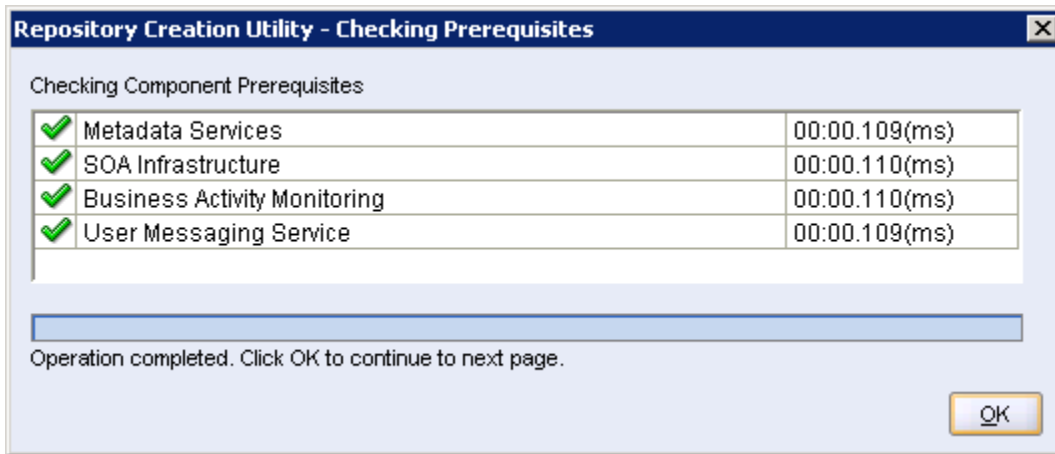 Repository Creation Utility - Checking Prerequisites
Checking Component Prerequisites
Metadata Services 00:00.109(ms)
SOA Infrastructure 00:00.110(ms)
Business Activity Monitoring 00:00.110(ms)
User Messaging Service 00:00.109(ms)
Operation completed. Click OK to continue to next page.
OK